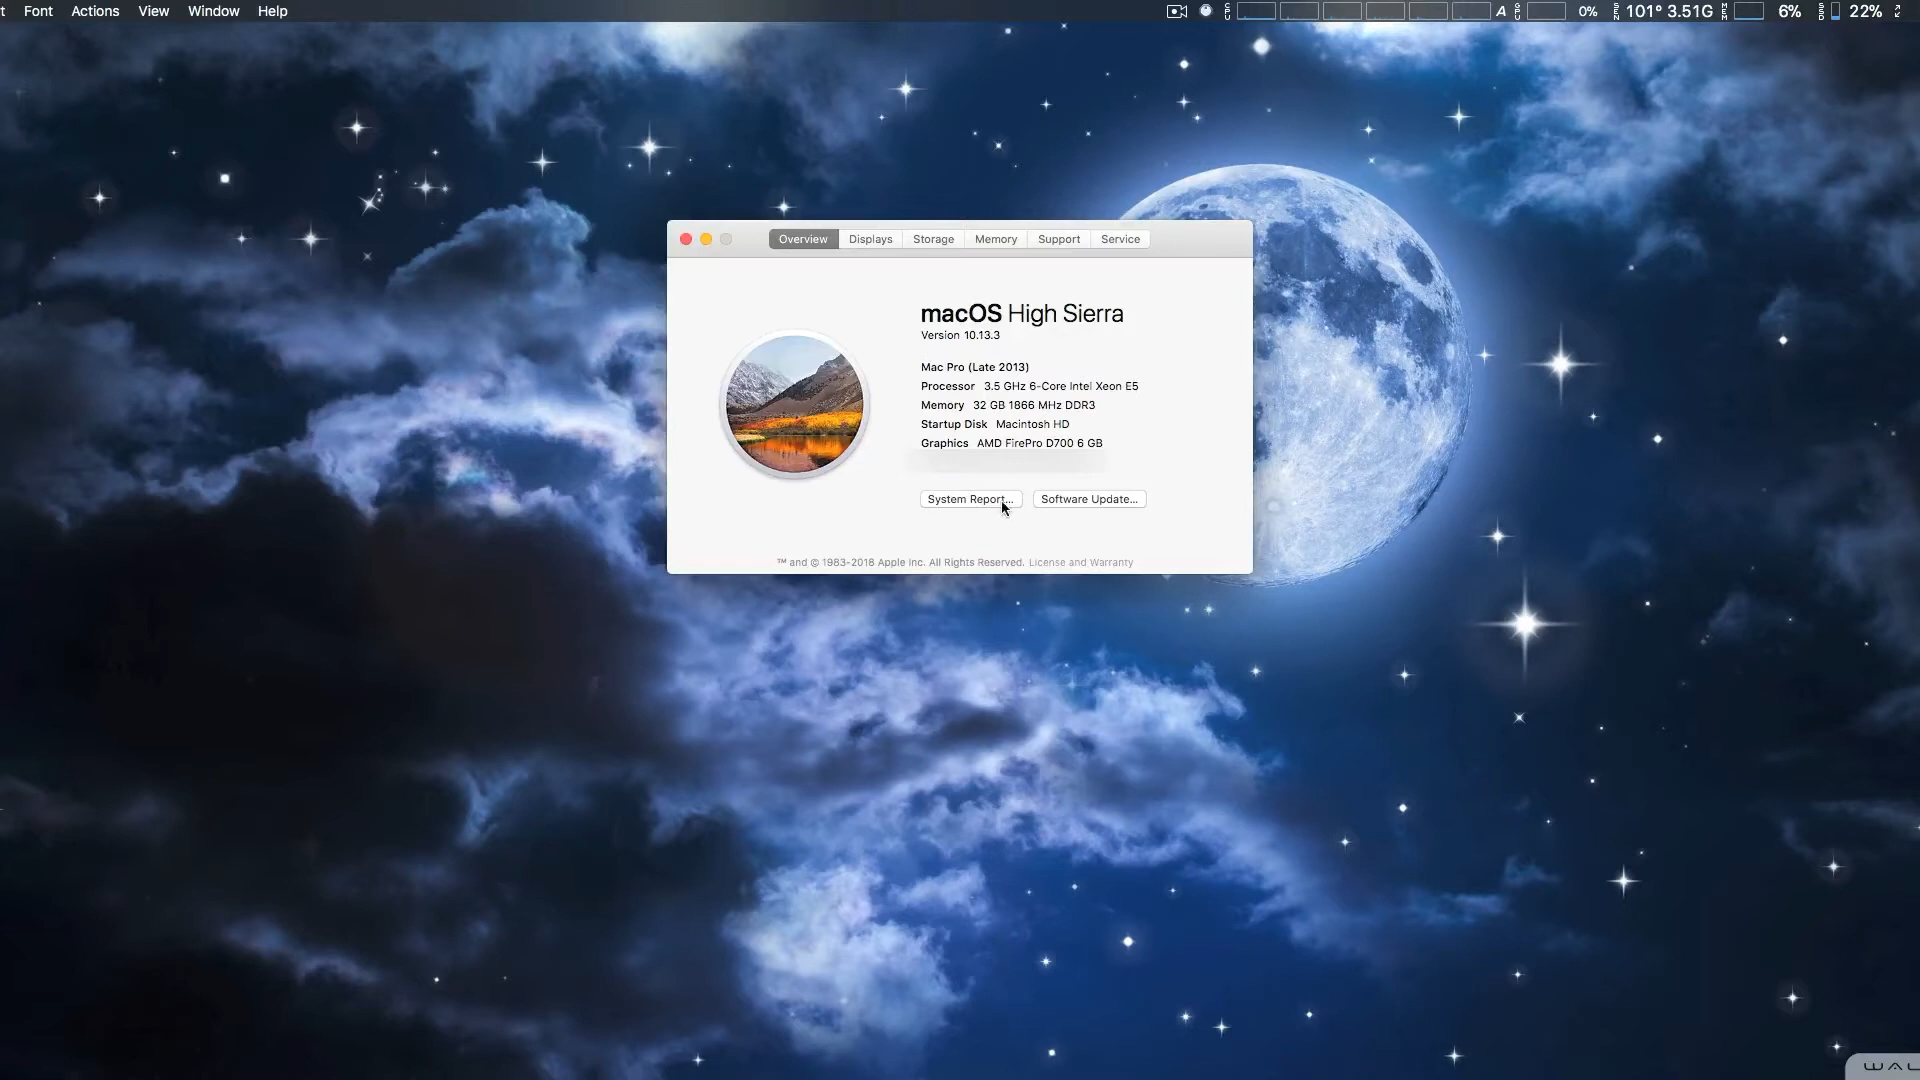 Font Actions View Window Help
0% 101° 3.51G 6% 22%
Overview Displays Storage Memory Support Service
macOS High Sierra
Version 10.13.3
Mac Pro (Late 2013)
Processor 3.5 GHz 6-Core Intel Xeon E5
Memory 32 GB 1866 MHz DDR3
Startup Disk Macintosh HD
Graphics AMD FirePro D700 6 GB
System Report... Software Update...
™ and © 1983-2018 Apple Inc. All Rights Reserved. License and Warranty